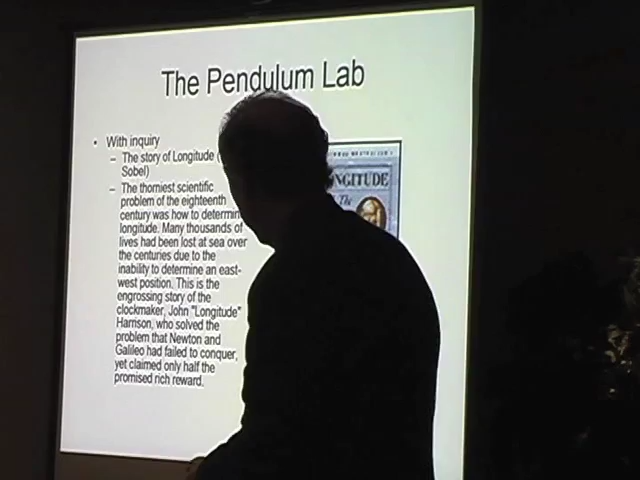 The Pendulum Lab
• With inquiry
– The story of Longitude (
Sobel)
– The thorniest scientific
problem of the eighteenth
century was how to determin
longitude. Many thousands of
lives had been lost at sea over
the centuries due to the
inability to determine an east-
west position. This is the
engrossing story of the
clockmaker, John "Longitude"
Harrison, who solved the
problem that Newton and
Galileo had failed to conquer,
yet claimed only half the
promised rich reward.
NGITUDE
The